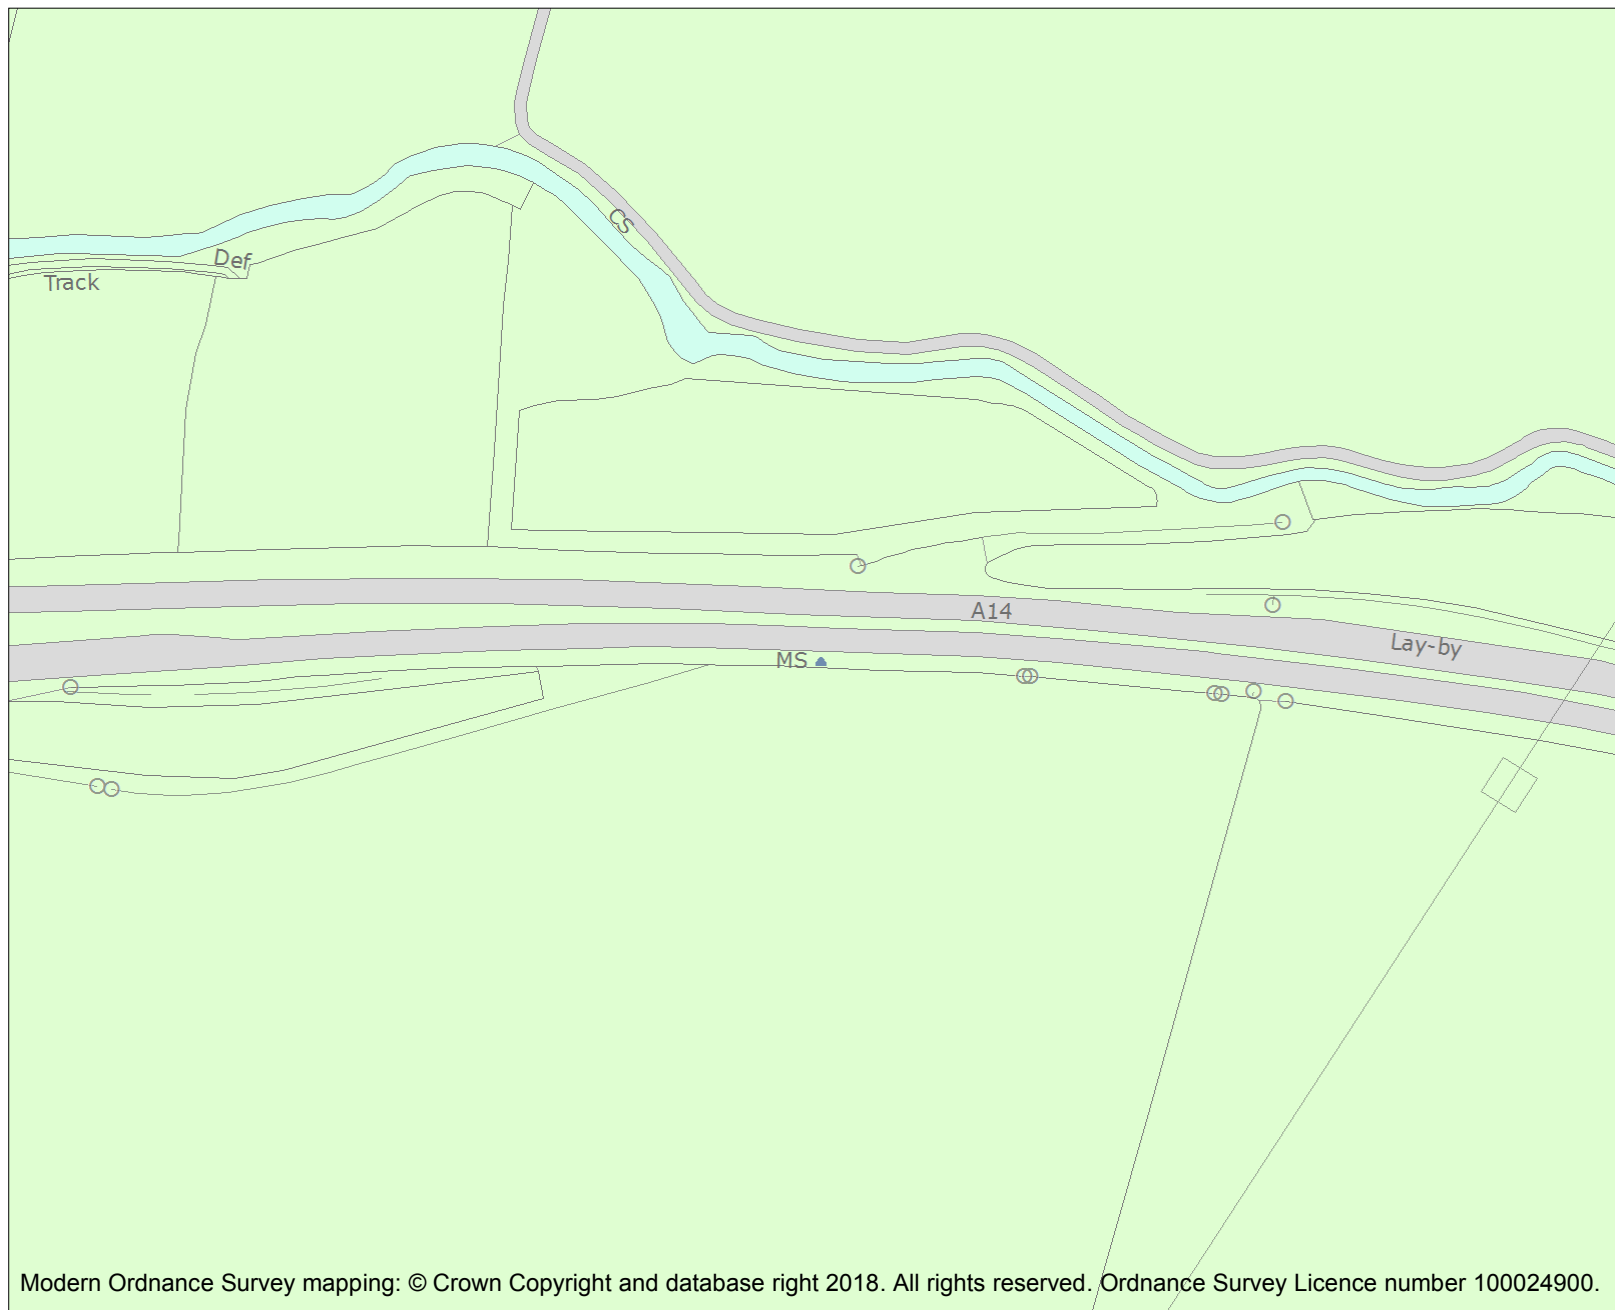 CS
Def
Track
A14
Lay-by
MS
Modern Ordnance Survey mapping: © Crown Copyright and database right 2018. All rights reserved. Ordnance Survey Licence number 100024900.